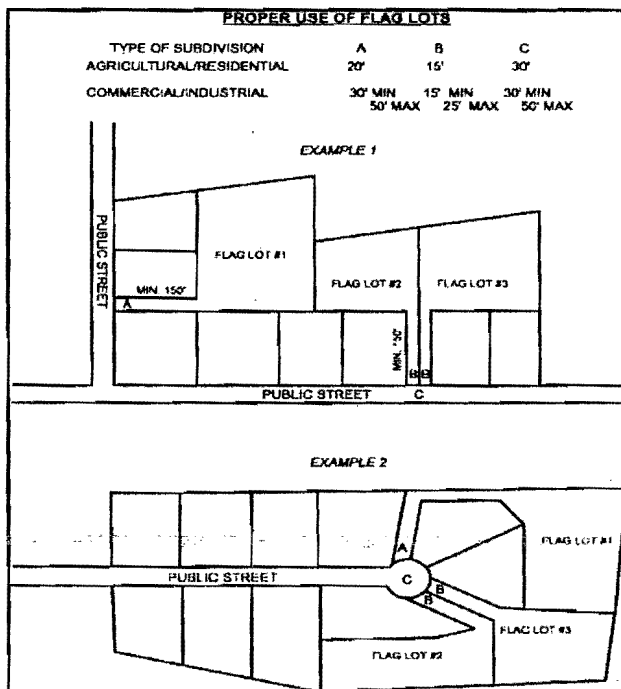 PROPER USE OF FLAG LOTS
TYPE OF SUBDIVISION A B C
AGRICULTURAL/RESIDENTIAL 20' 15' 30'
COMMERCIAL/INDUSTRIAL 30' MIN 15' MIN 30' MIN
50' MAX 25' MAX 50' MAX
EXAMPLE 1
PUBLIC STREET
FLAG LOT #1
FLAG LOT #2
FLAG LOT #3
MIN. 150'
A
MIN. 150'
B B
PUBLIC STREET C
EXAMPLE 2
A
FLAG LOT #1
PUBLIC STREET
C
B
B
FLAG LOT #3
FLAG LOT #2